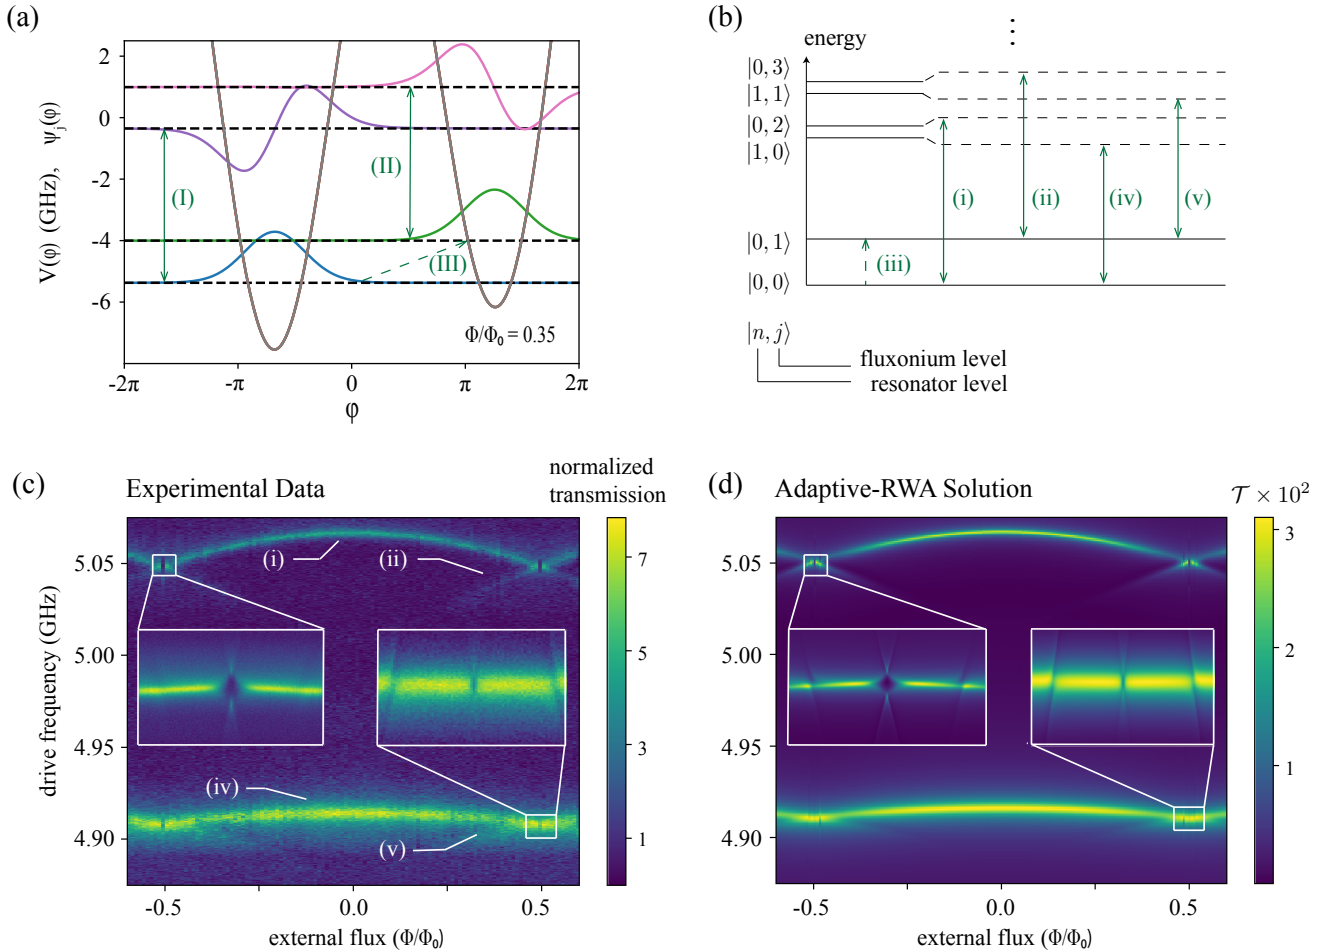 (a)
V(φ) (GHz), ψj(φ)
2
0
-2
-4
-6
(I)
(II)
(III)
Φ/Φ₀ = 0.35
-2π
-π
0
π
2π
φ
(b)
energy
⋮
|0, 3⟩
|1, 1⟩
|0, 2⟩
|1, 0⟩
|0, 1⟩
|0, 0⟩
(i)
(ii)
(iii)
(iv)
(v)
|n, j⟩
fluxonium level
resonator level
(c)
Experimental Data
normalized
transmission
drive frequency (GHz)
5.05
5.00
4.95
4.90
(i)
(ii)
(iv)
(v)
-0.5
0.0
0.5
external flux (Φ/Φ₀)
7
5
3
1
(d)
Adaptive-RWA Solution
𝒯 × 10²
5.05
5.00
4.95
4.90
-0.5
0.0
0.5
external flux (Φ/Φ₀)
3
2
1